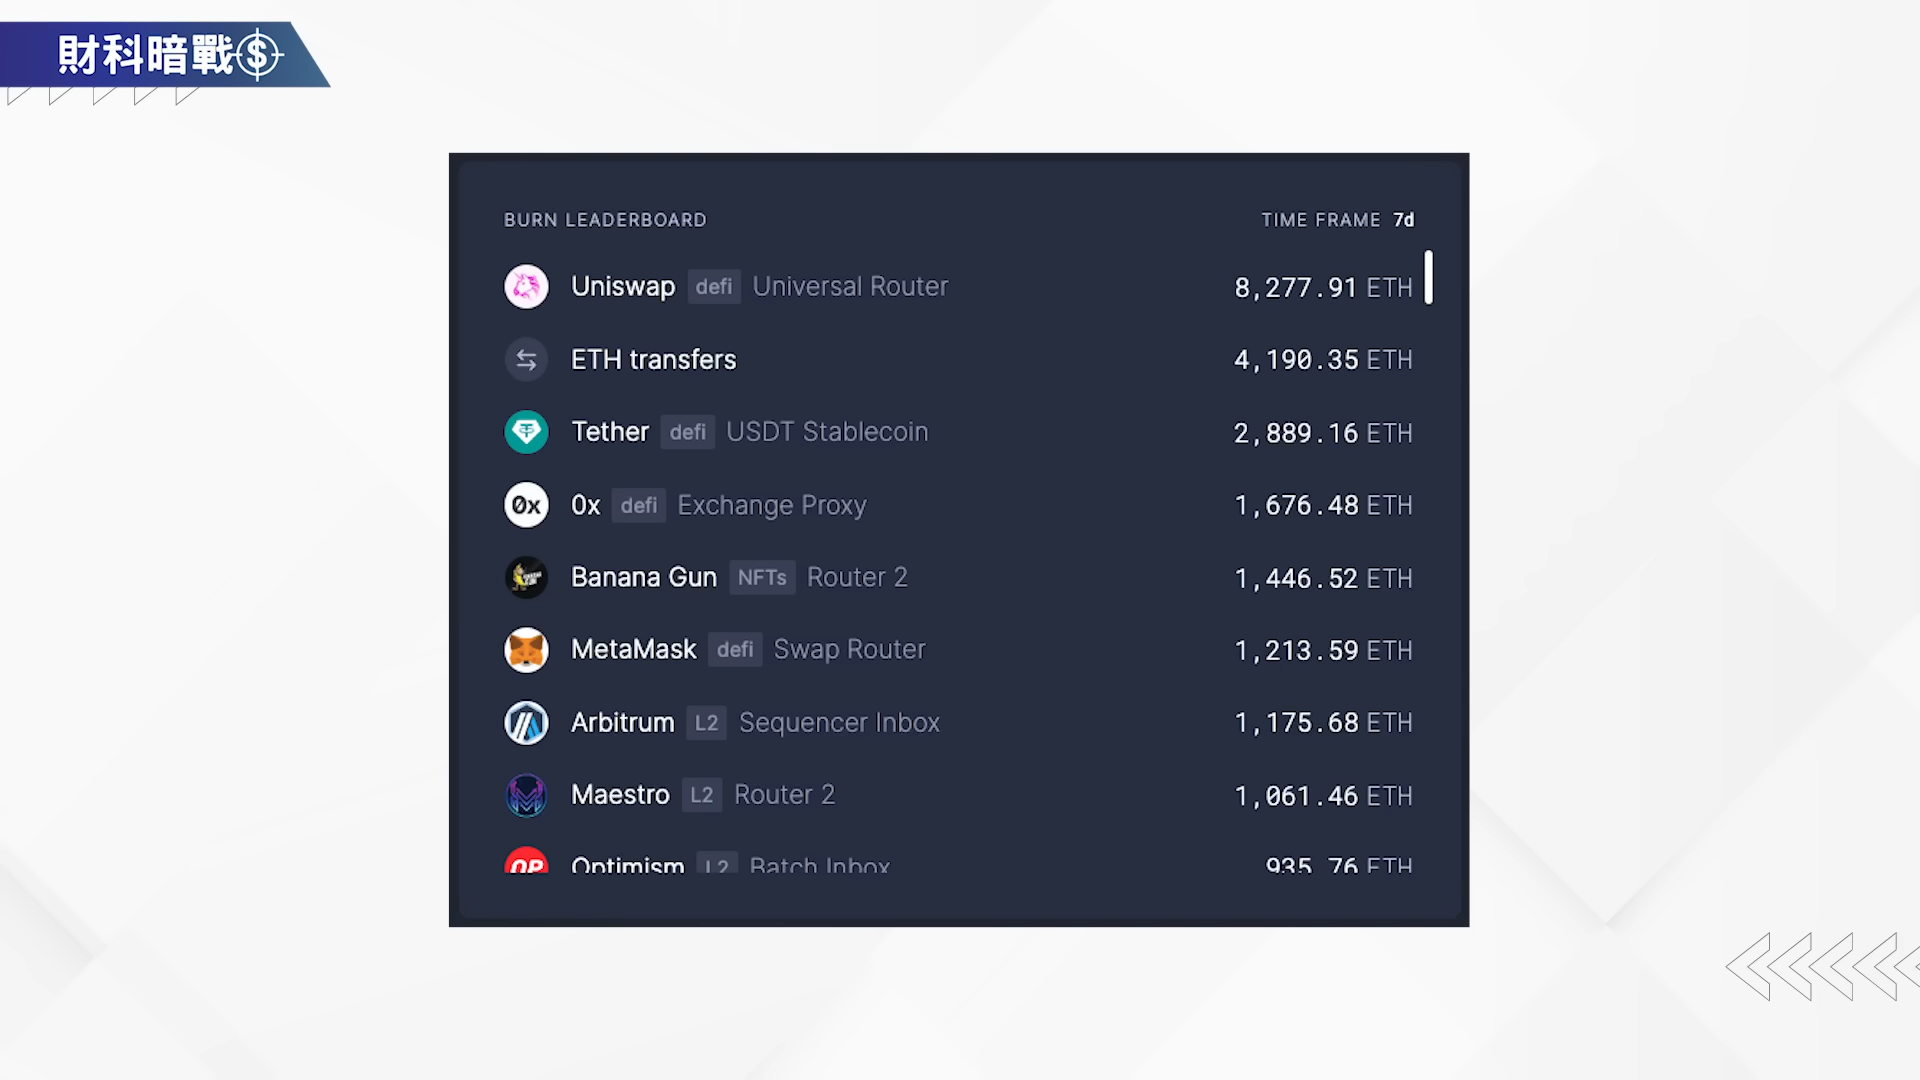 財科暗戰$
BURN LEADERBOARD TIME FRAME 7d
Uniswap defi Universal Router 8,277.91 ETH
ETH transfers 4,190.35 ETH
Tether defi USDT Stablecoin 2,889.16 ETH
0x 0x defi Exchange Proxy 1,676.48 ETH
Banana Gun NFTs Router 2 1,446.52 ETH
MetaMask defi Swap Router 1,213.59 ETH
Arbitrum L2 Sequencer Inbox 1,175.68 ETH
Maestro L2 Router 2 1,061.46 ETH
OP Optimism L2 Batch Inbox 935.76 ETH